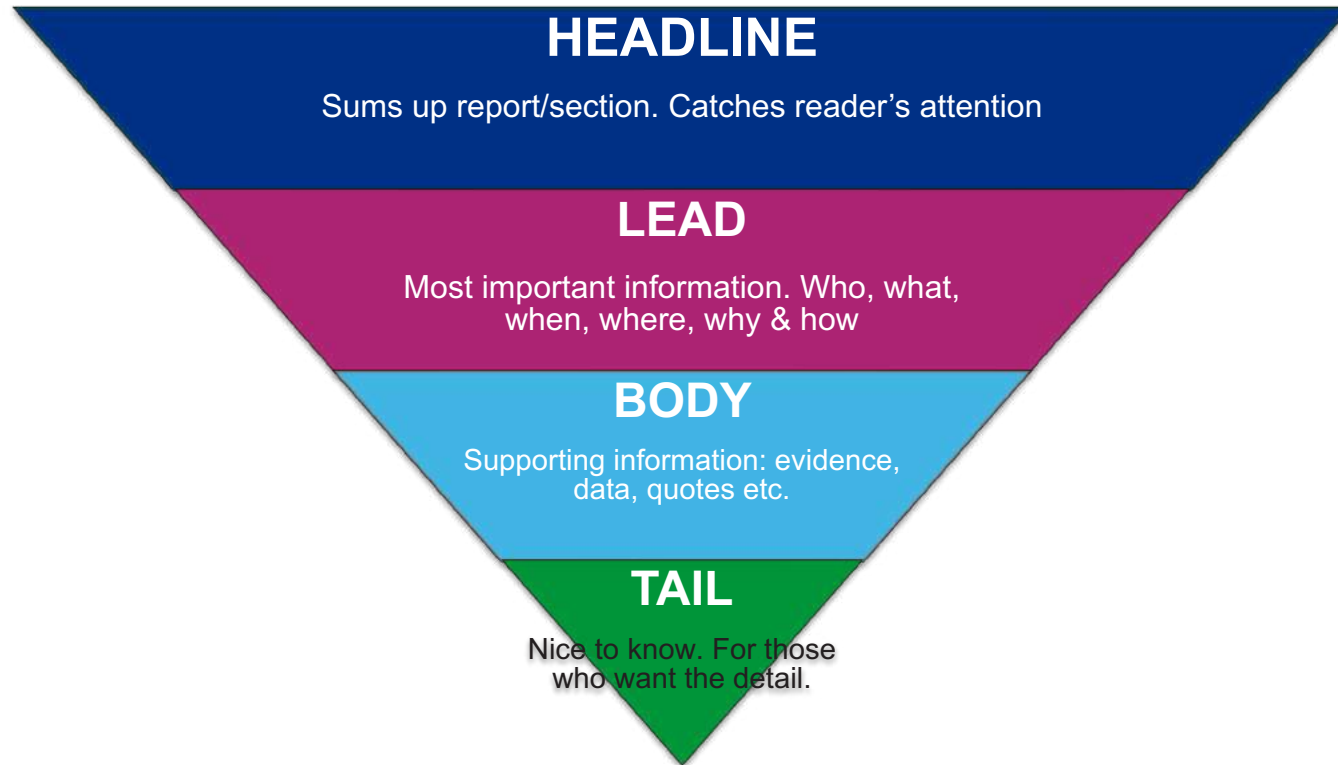 HEADLINE
Sums up report/section. Catches reader’s attention
LEAD
Most important information. Who, what,
when, where, why & how
BODY
Supporting information: evidence,
data, quotes etc.
TAIL
Nice to know. For those
who want the detail.